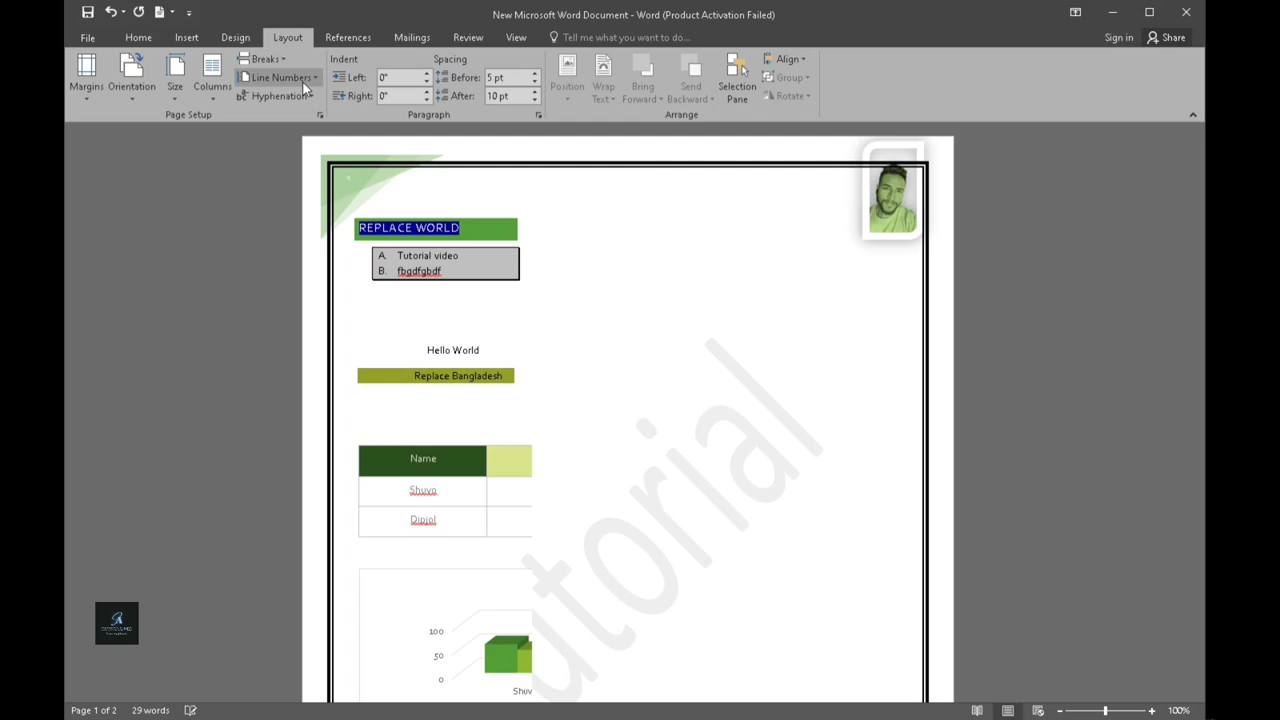 New Microsoft Word Document - Word (Product Activation Failed)
File Home Insert Design Layout References Mailings Review View Tell me what you want to do... Sign in Share
Margins Orientation Size Columns
Breaks
Line Numbers
Hyphenation
Page Setup
Indent
Left: 0"
Right: 0"
Spacing
Before: 5 pt
After: 10 pt
Paragraph
Position
Wrap Text
Bring Forward
Send Backward
Selection Pane
Align
Group
Rotate
Arrange
REPLACE WORLD
A. Tutorial video
B. fbgdfgbdf
Hello World
Replace Bangladesh
Name
Shuvo
Dipjol
100
50
0
Shuv
utorial
Page 1 of 2 29 words
100%